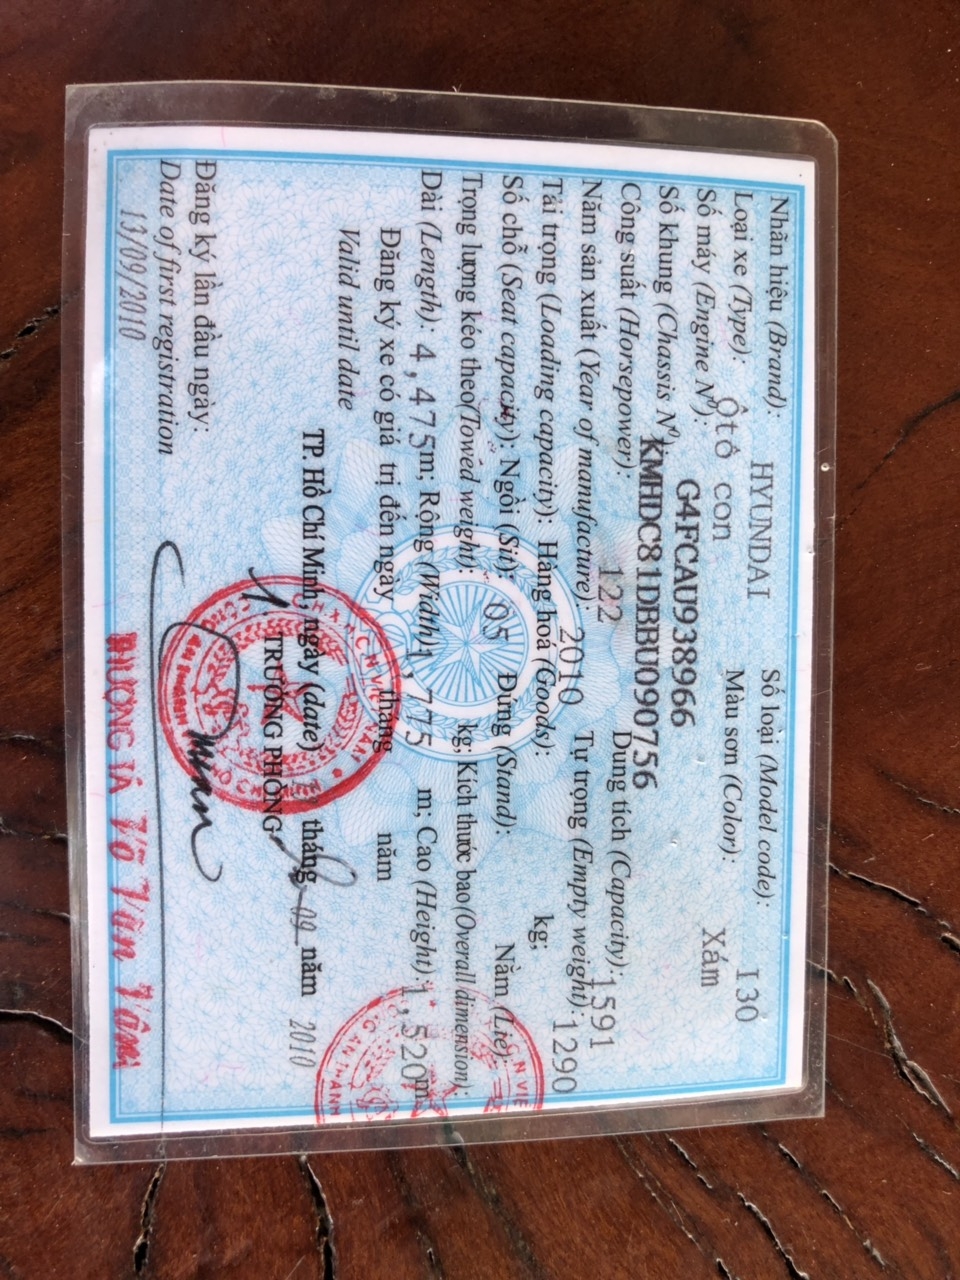 Nhãn hiệu (Brand): HYUNDAI Số loại (Model code): I30
Loại xe (Type): Ôtô con Màu sơn (Color): Xám
Số máy (Engine Nº): G4FCAU938966
Số khung (Chassis Nº): KMHDC81DBBU090756
Công suất (Horsepower): 122 Dung tích (Capacity): 1591
Năm sản xuất (Year of manufacture): 2010 Tự trọng (Empty weight): 1290
Tải trọng (Loading capacity): Hàng hoá (Goods): kg;
Số chỗ (Seat capacity): Ngồi (Sit): 05 Đứng (Stand): Nằm (Lie):
Trọng lượng kéo theo(Towed weight): kg; Kích thước bao(Overall dimension):
Dài (Length): 4,475m; Rộng (Width): 1,775 m; Cao (Height): 1,520m
Đăng ký xe có giá trị đến ngày tháng năm
Valid until date
TP. Hồ Chí Minh, ngày (date) tháng 09 năm 2010
Đăng ký lần đầu ngày: TRƯỞNG PHÒNG
Date of first registration
13/09/2010